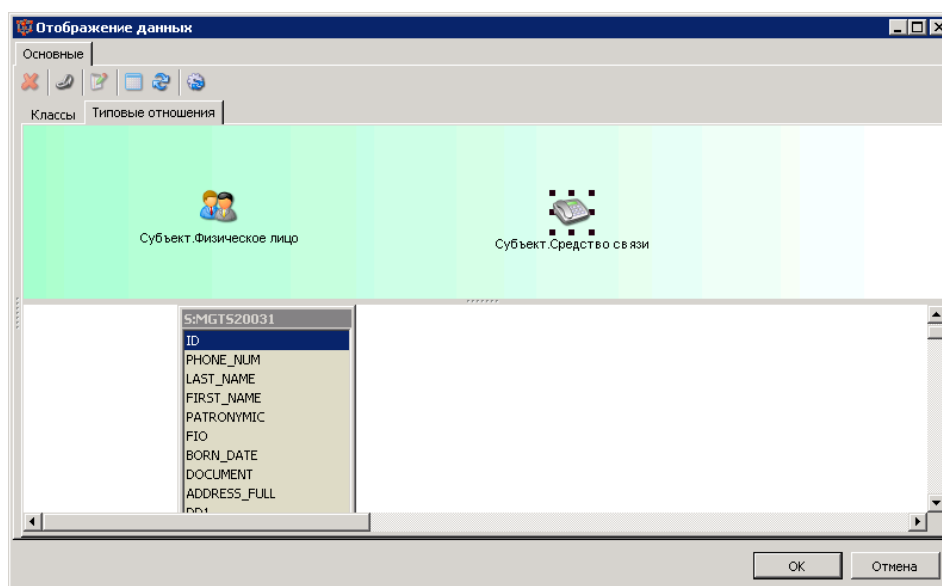 Отображение данных
Основные
Классы Типовые отношения
Субъект.Физическое лицо
Субъект.Средство связи
S:MGTS20031
ID
PHONE_NUM
LAST_NAME
FIRST_NAME
PATRONYMIC
FIO
BORN_DATE
DOCUMENT
ADDRESS_FULL
DD1
OK Отмена